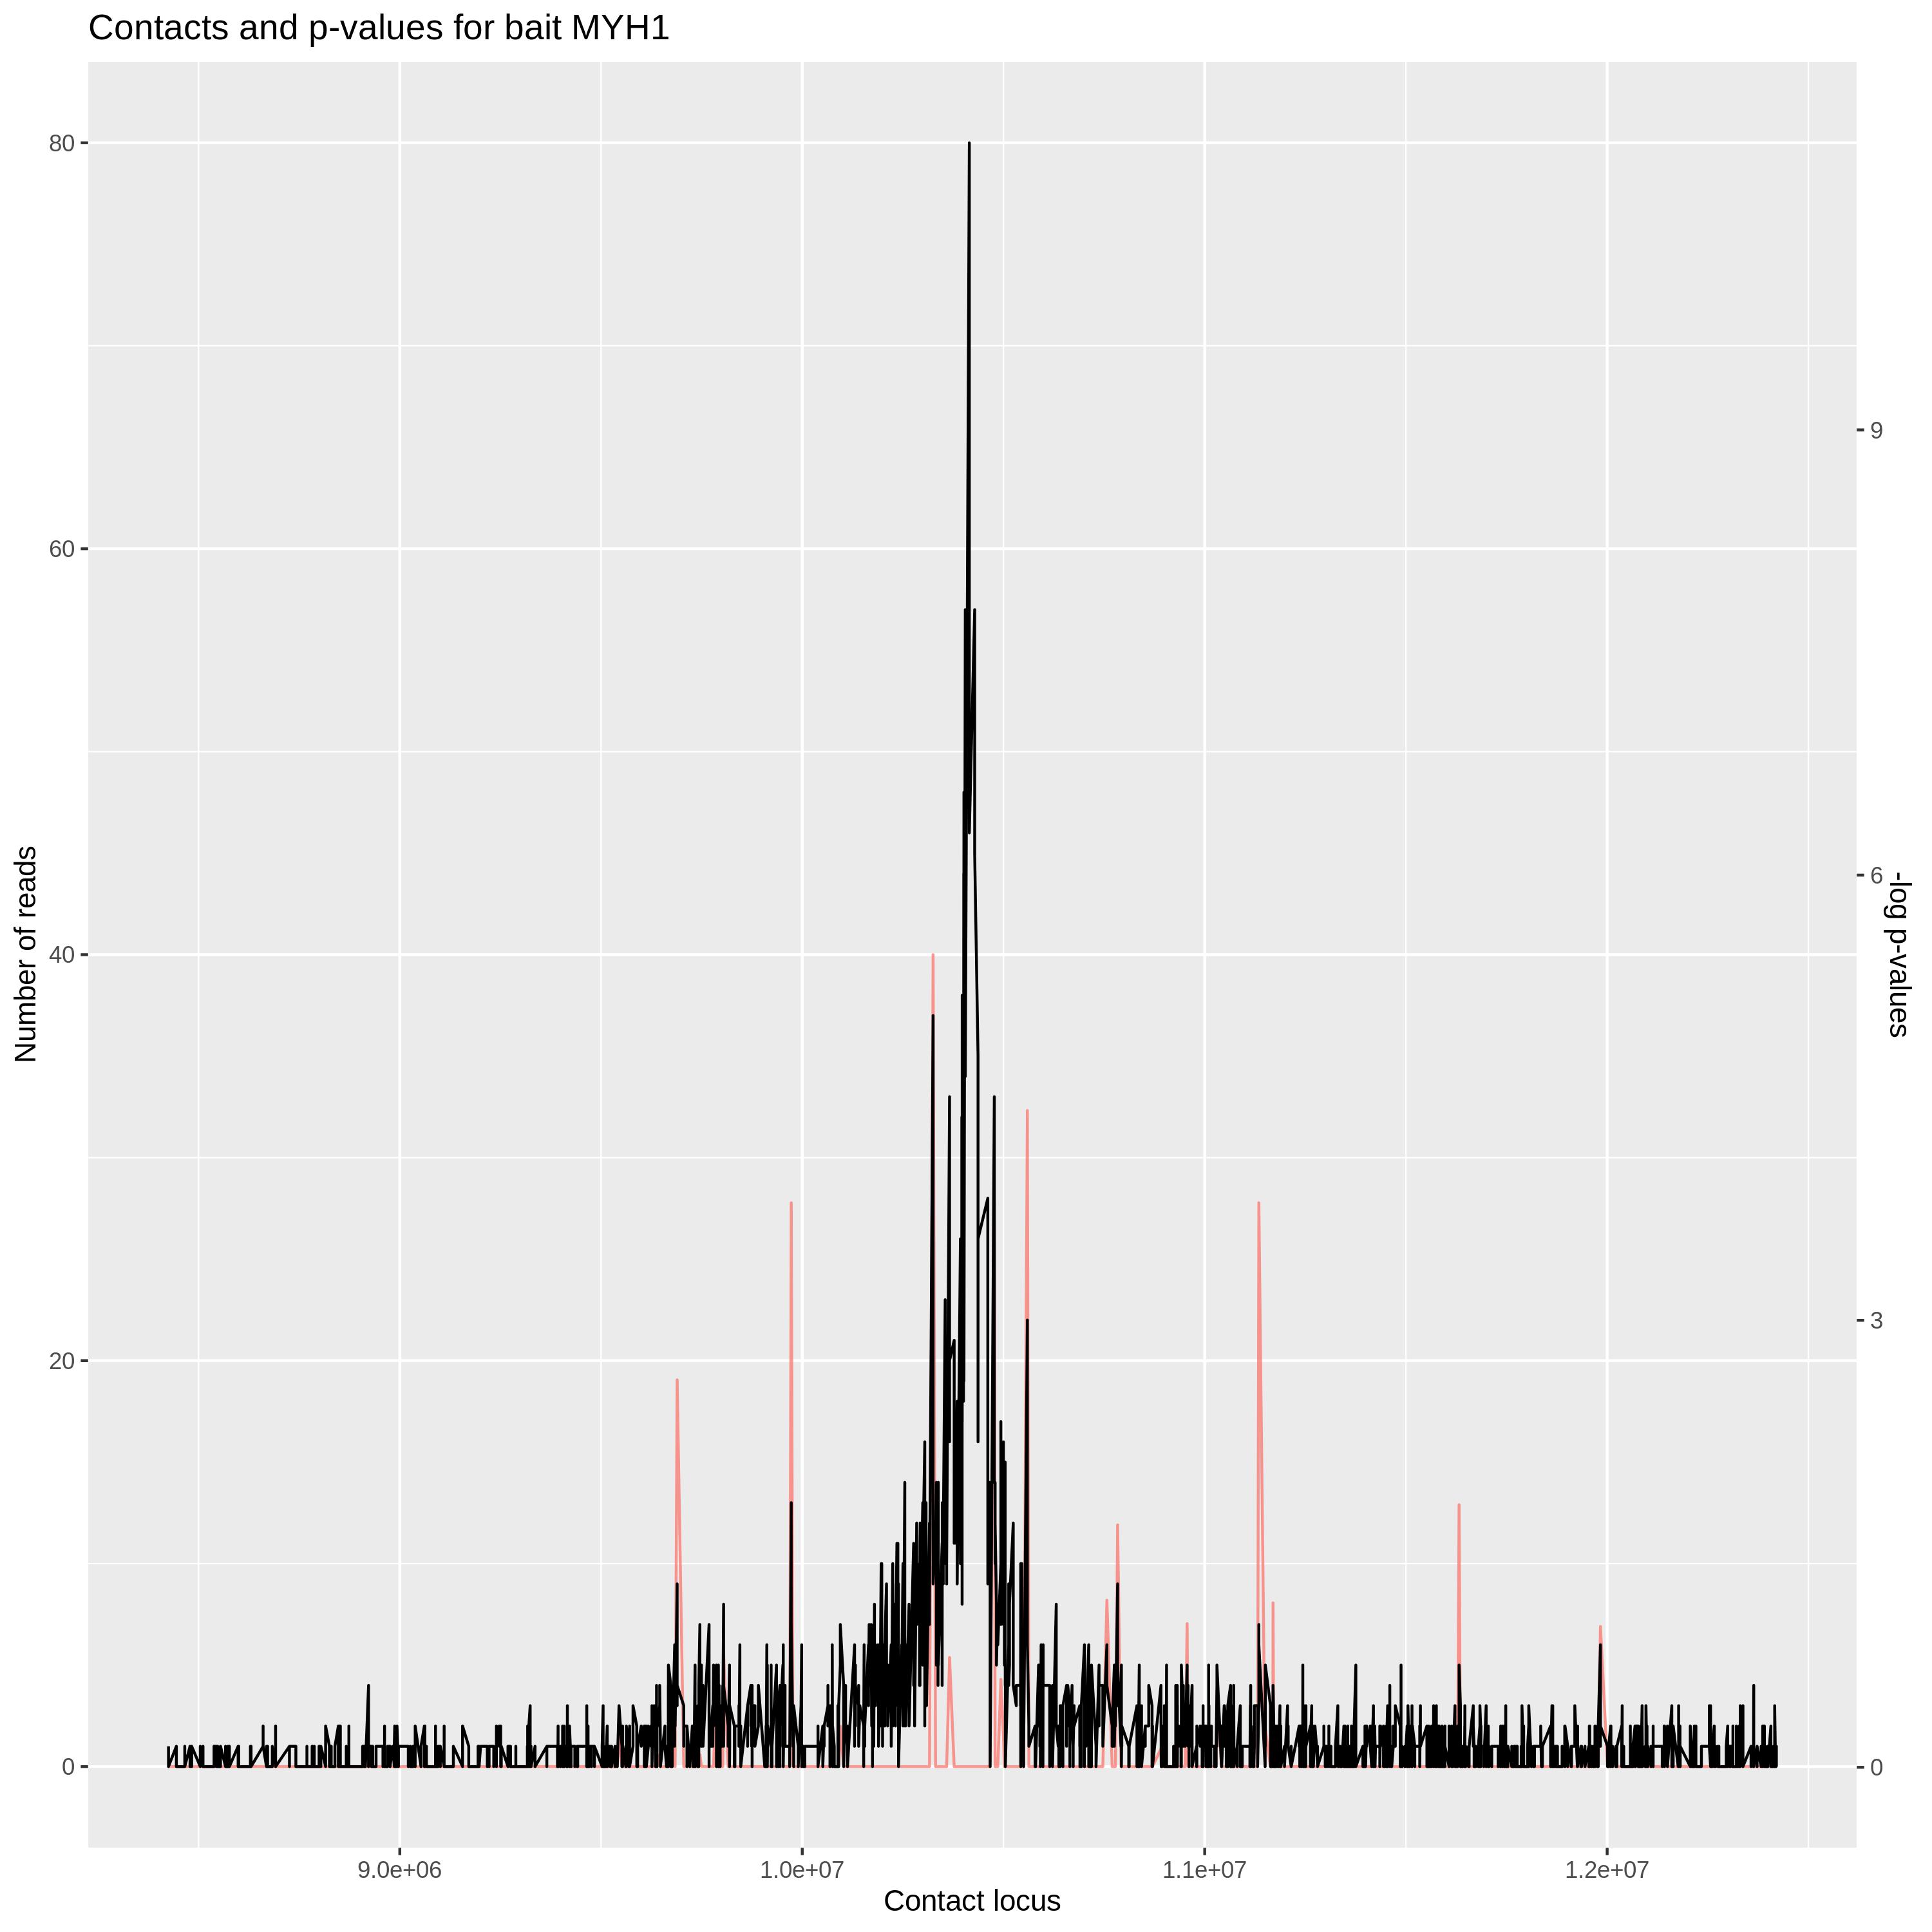 Contacts and p-values for bait MYH1
80
60
40
20
0
Number of reads
9
6
3
0
-log p-values
9.0e+06
1.0e+07
1.1e+07
1.2e+07
Contact locus